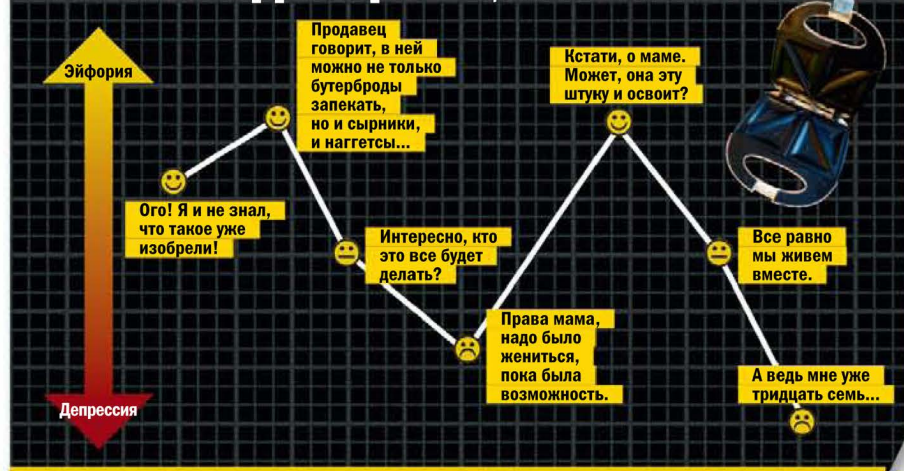 Эйфория
Ого! Я и не знал,
что такое уже
изобрели!
Продавец
говорит, в ней
можно не только
бутерброды
запекать,
но и сырники,
и наггетсы...
Интересно, кто
это все будет
делать?
Права мама,
надо было
жениться,
пока была
возможность.
Кстати, о маме.
Может, она эту
штуку и освоит?
Все равно
мы живем
вместе.
А ведь мне уже
тридцать семь...
Депрессия